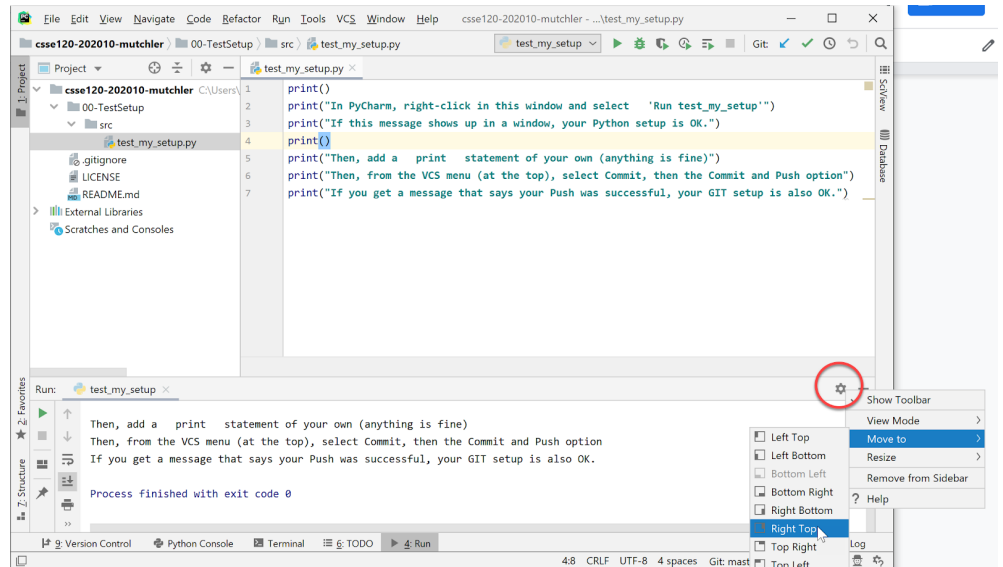 File Edit View Navigate Code Refactor Run Tools VCS Window Help csse120-202010-mutchler - ...\test_my_setup.py
csse120-202010-mutchler 00-TestSetup src test_my_setup.py test_my_setup Git:
1: Project
Project
test_my_setup.py
csse120-202010-mutchler C:\Users\
00-TestSetup
src
test_my_setup.py
.gitignore
LICENSE
README.md
External Libraries
Scratches and Consoles
1 print()
2 print("In PyCharm, right-click in this window and select 'Run test_my_setup'")
3 print("If this message shows up in a window, your Python setup is OK.")
4 print()
5 print("Then, add a print statement of your own (anything is fine)")
6 print("Then, from the VCS menu (at the top), select Commit, then the Commit and Push option")
7 print("If you get a message that says your Push was successful, your GIT setup is also OK.")
SciView
Database
2: Favorites
7: Structure
Run: test_my_setup
Then, add a print statement of your own (anything is fine)
Then, from the VCS menu (at the top), select Commit, then the Commit and Push option
If you get a message that says your Push was successful, your GIT setup is also OK.
Process finished with exit code 0
Show Toolbar
View Mode
Move to
Resize
Remove from Sidebar
? Help
Left Top
Left Bottom
Bottom Left
Bottom Right
Right Bottom
Right Top
Top Right
Top Left
9: Version Control Python Console Terminal 6: TODO 4: Run Log
4:8 CRLF UTF-8 4 spaces Git: mast